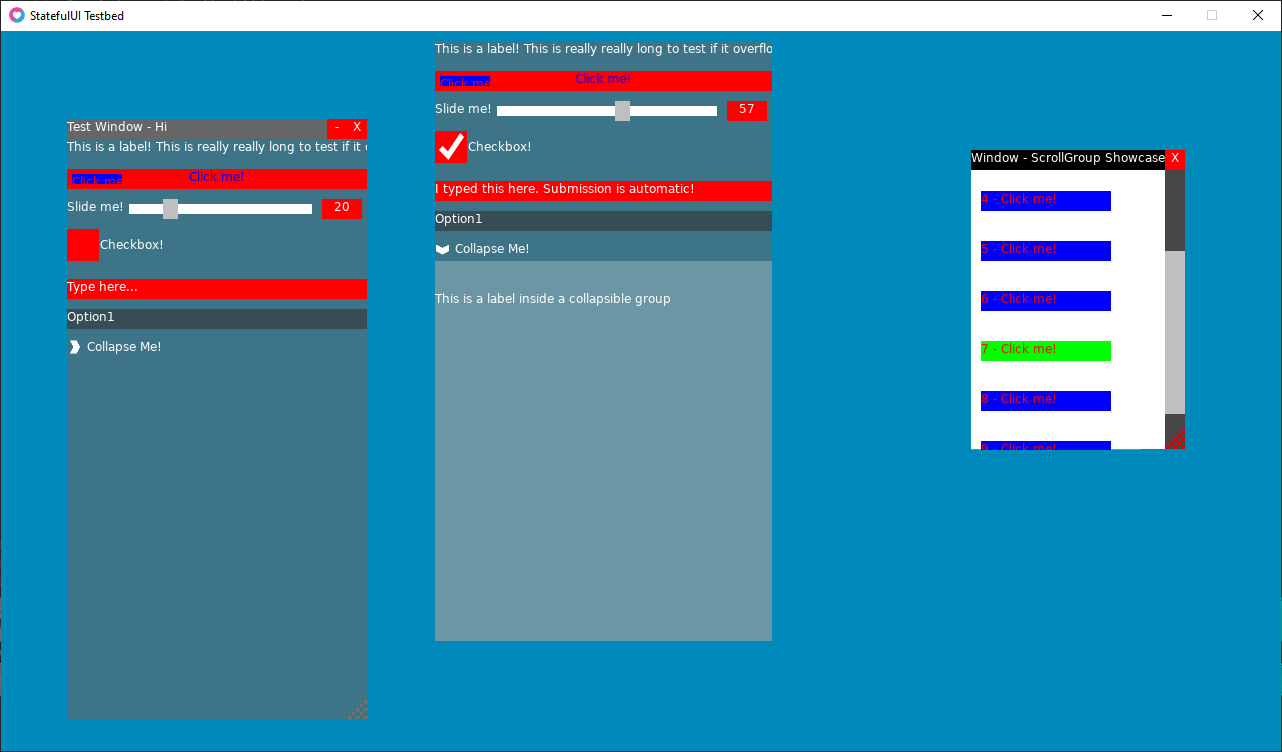 StatefulUI Testbed
Test Window - Hi
- X
This is a label! This is really really long to test if it
Click me
Click me!
Slide me!
20
Checkbox!
Type here...
Option1
Collapse Me!
This is a label! This is really really long to test if it overflo
Click me
Click me!
Slide me!
57
Checkbox!
I typed this here. Submission is automatic!
Option1
Collapse Me!
This is a label inside a collapsible group
Window - ScrollGroup Showcase X
4 - Click me!
5 - Click me!
6 - Click me!
7 - Click me!
8 - Click me!
9 - Click me!